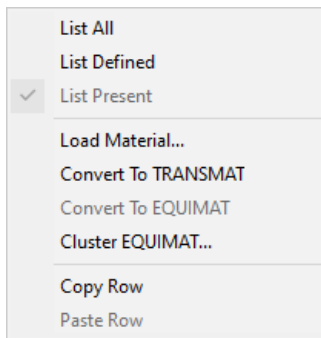 List All
List Defined
List Present
Load Material...
Convert To TRANSMAT
Convert To EQUIMAT
Cluster EQUIMAT...
Copy Row
Paste Row